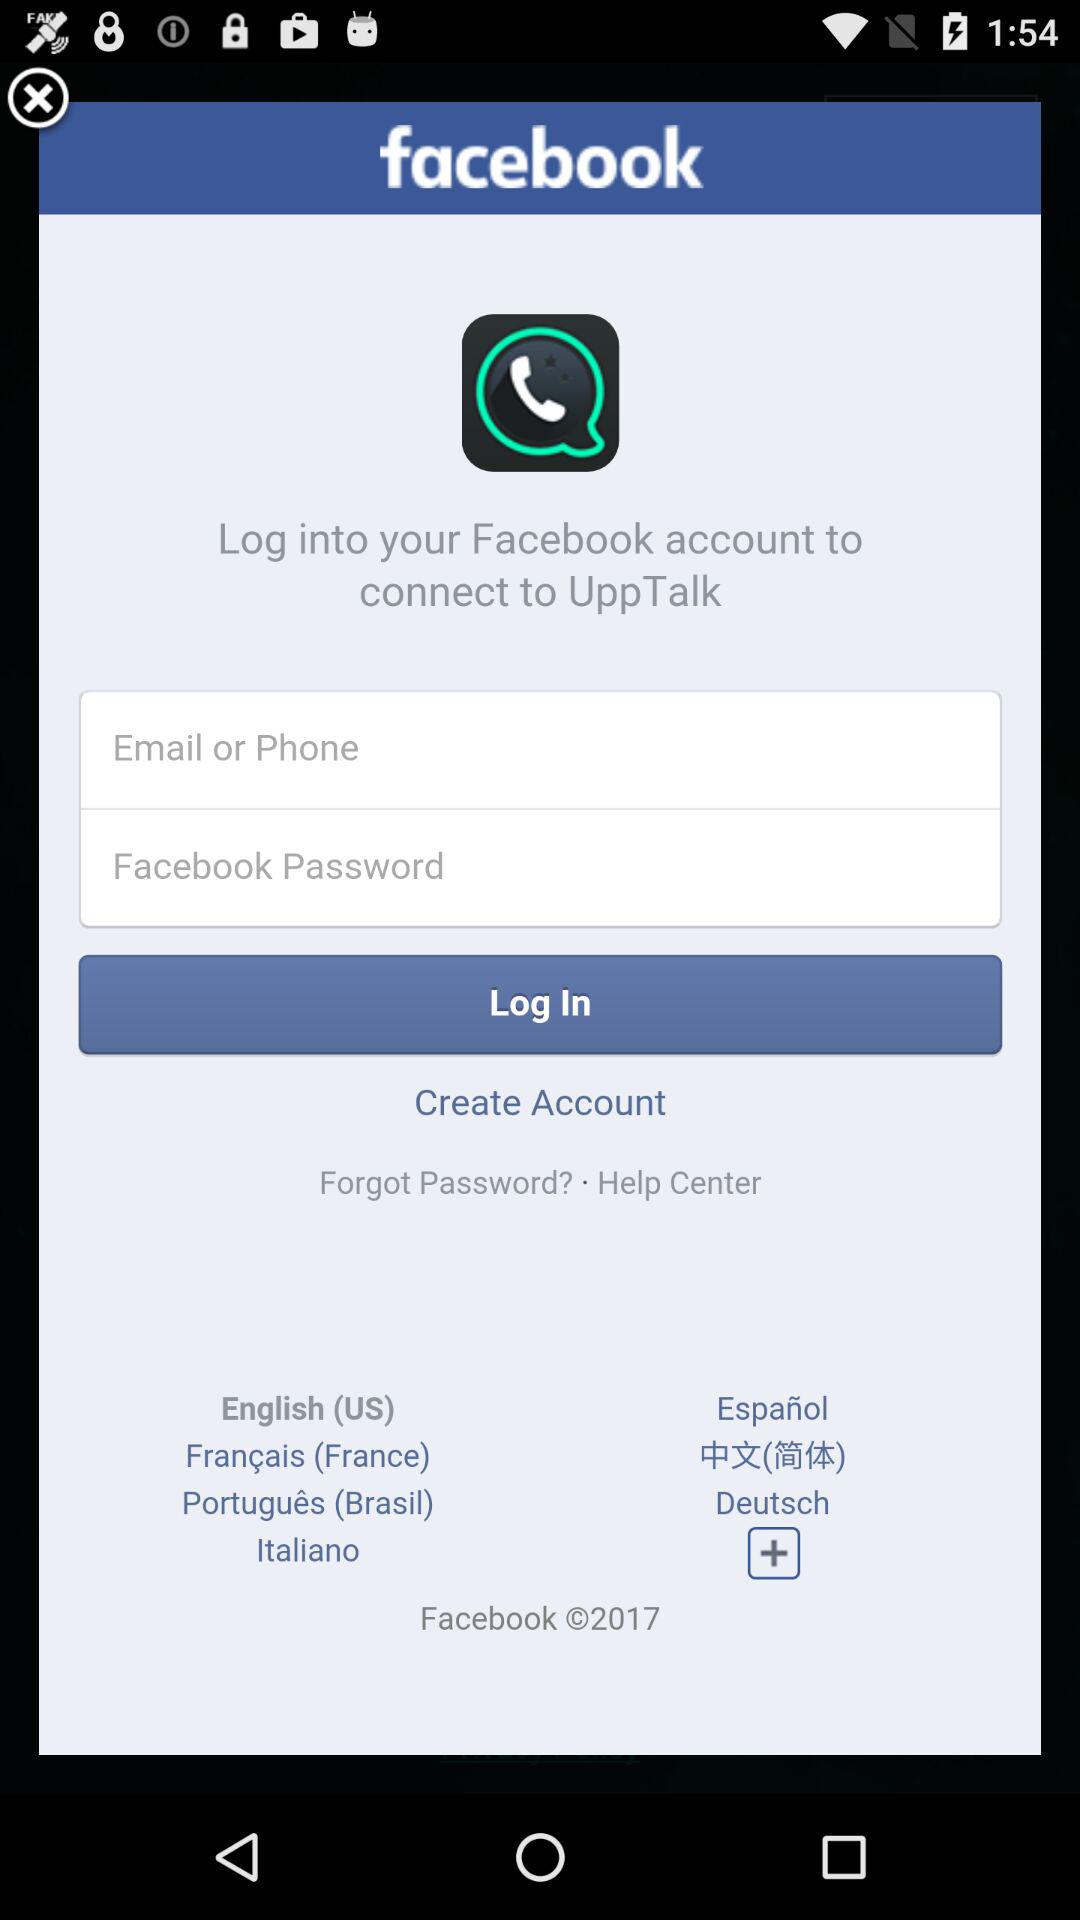 FAKE
1:54
facebook
Log into your Facebook account to
connect to UppTalk
Email or Phone
Facebook Password
Log In
Create Account
Forgot Password? · Help Center
English (US)
Español
Français (France)
中文(简体)
Português (Brasil)
Deutsch
Italiano
Facebook ©2017